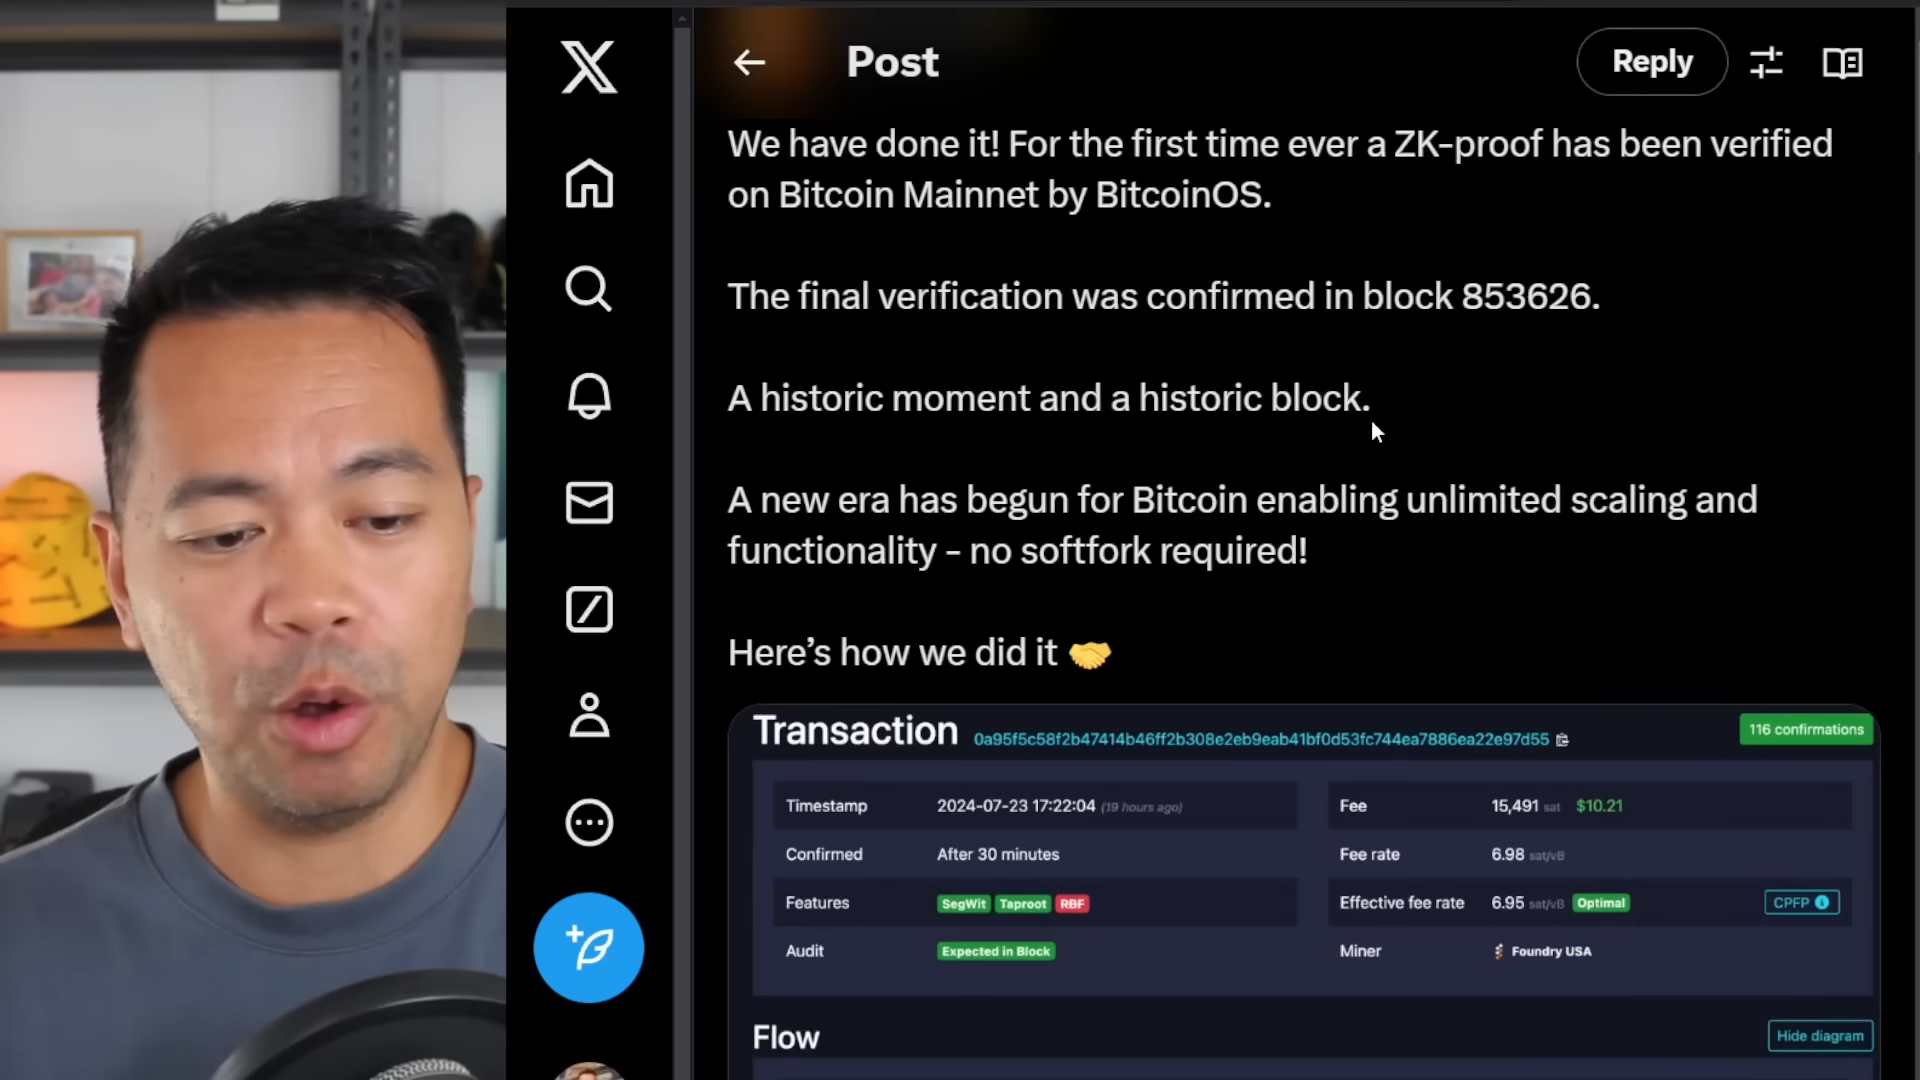 Post
Reply
We have done it! For the first time ever a ZK-proof has been verified
on Bitcoin Mainnet by BitcoinOS.
The final verification was confirmed in block 853626.
A historic moment and a historic block.
A new era has begun for Bitcoin enabling unlimited scaling and
functionality - no softfork required!
Here’s how we did it 🤝
Transaction 0a95f5c58f2b47414b46ff2b308e2eb9eab41bf0d53fc744ea7886ea22e97d55 116 confirmations
Timestamp 2024-07-23 17:22:04 (19 hours ago)
Fee 15,491 sat $10.21
Confirmed After 30 minutes
Fee rate 6.98 sat/vB
Features SegWit Taproot RBF
Effective fee rate 6.95 sat/vB Optimal CPFP
Audit Expected in Block
Miner Foundry USA
Flow
Hide diagram